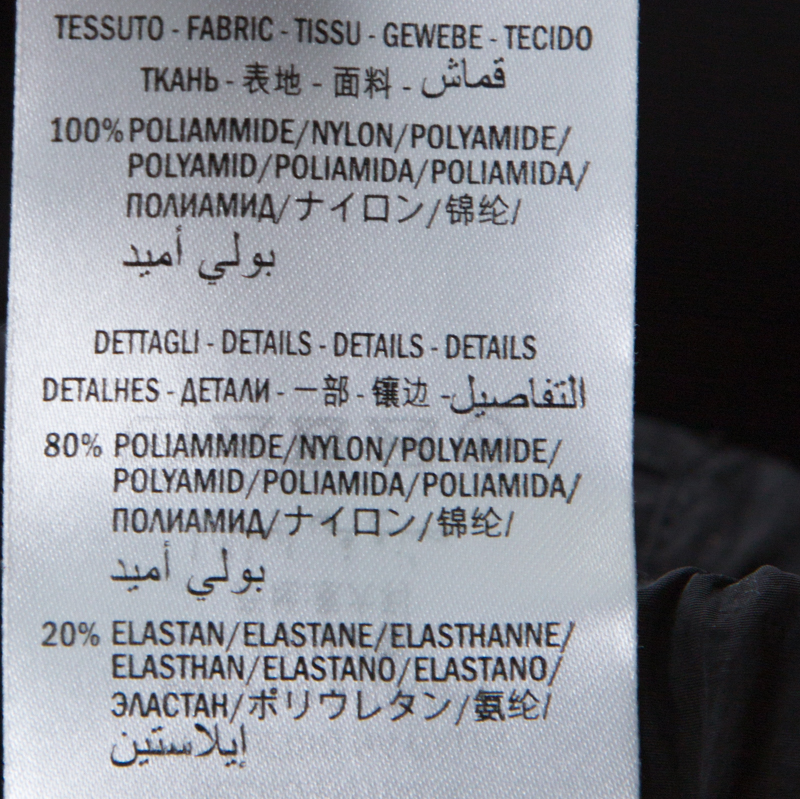 TESSUTO - FABRIC - TISSU - GEWEBE - TECIDO
ТКАНЬ - 表地 - 面料 - قماش
100% POLIAMMIDE/NYLON/POLYAMIDE/
POLYAMID/POLIAMIDA/POLIAMIDA/
ПОЛИАМИД/ナイロン/锦纶/
بولي أميد
DETTAGLI - DETAILS - DETAILS - DETAILS
DETALHES - ДЕТАЛИ - 一部 - 镶边 - التفاصيل
80% POLIAMMIDE/NYLON/POLYAMIDE/
POLYAMID/POLIAMIDA/POLIAMIDA/
ПОЛИАМИД/ナイロン/锦纶/
بولي أميد
20% ELASTAN/ELASTANE/ELASTHANNE/
ELASTHAN/ELASTANO/ELASTANO/
ЭЛАСТАН/ポリウレタン/氨纶/
إيلاستين